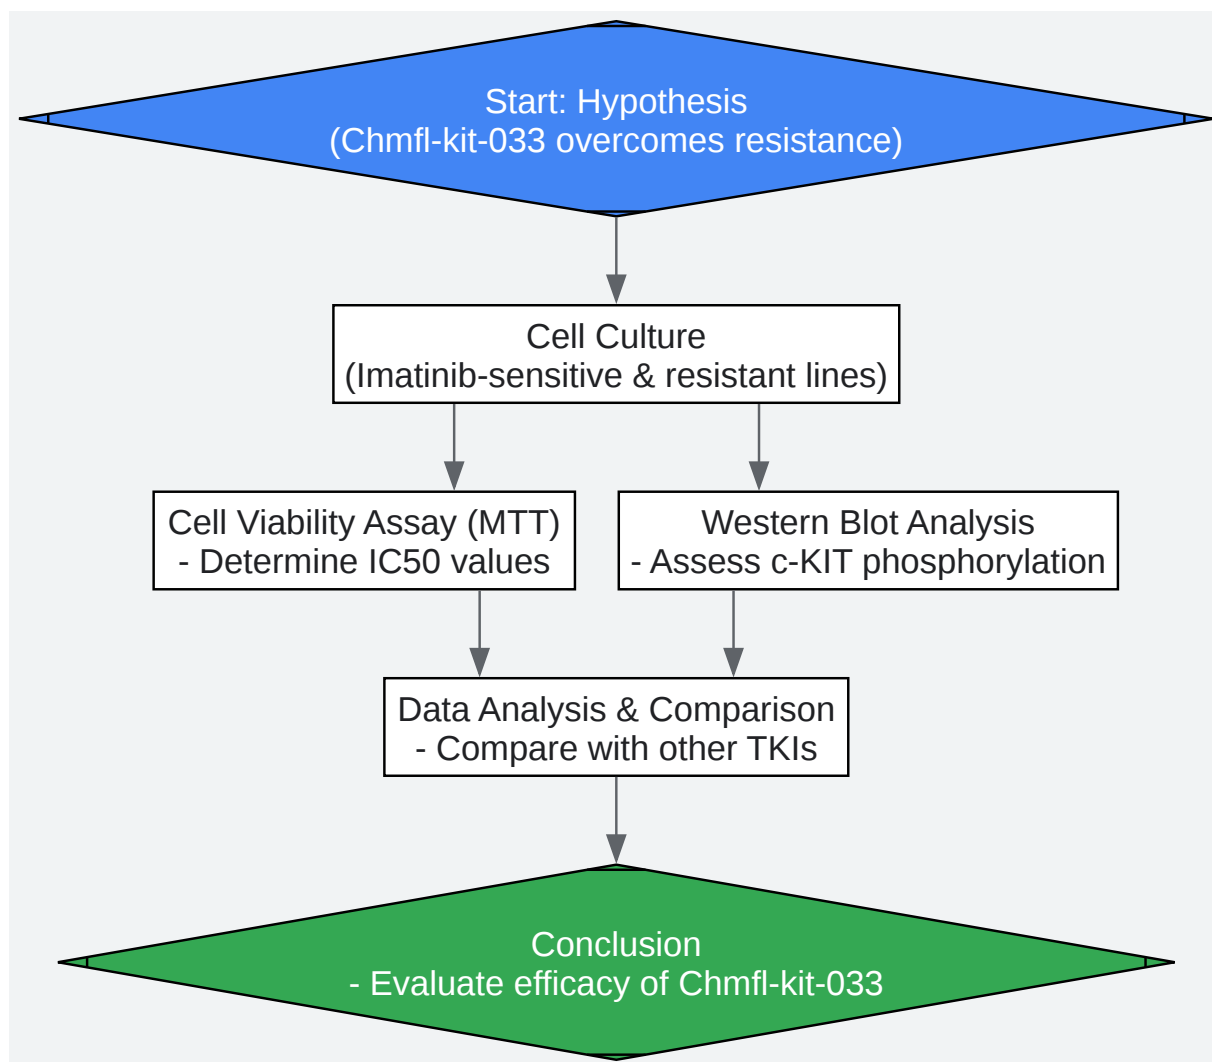 Start: Hypothesis
(Chmfl-kit-033 overcomes resistance)
Cell Culture
(Imatinib-sensitive & resistant lines)
Cell Viability Assay (MTT)
- Determine IC50 values
Western Blot Analysis
- Assess c-KIT phosphorylation
Data Analysis & Comparison
- Compare with other TKIs
Conclusion
- Evaluate efficacy of Chmfl-kit-033